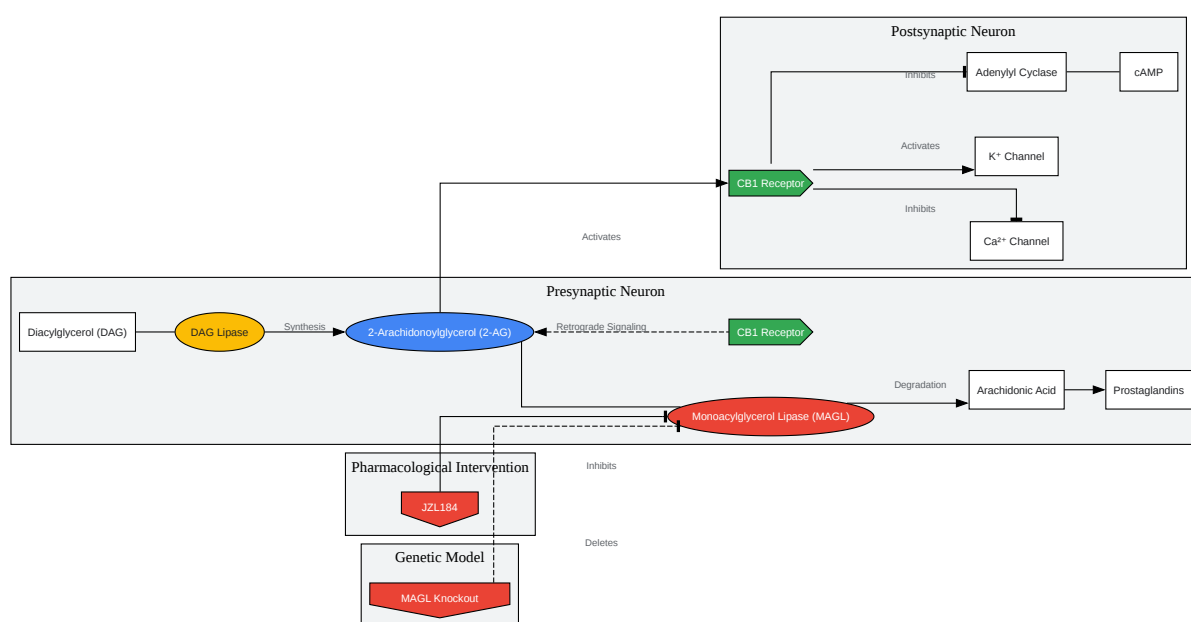 Postsynaptic Neuron
Inhibits
Adenylyl Cyclase
cAMP
Activates
K⁺ Channel
CB1 Receptor
Inhibits
Ca²⁺ Channel
Activates
Presynaptic Neuron
Diacylglycerol (DAG)
DAG Lipase
Synthesis
2-Arachidonoylglycerol (2-AG)
Retrograde Signaling
CB1 Receptor
Degradation
Arachidonic Acid
Prostaglandins
Monoacylglycerol Lipase (MAGL)
Pharmacological Intervention
Inhibits
JZL184
Deletes
Genetic Model
MAGL Knockout